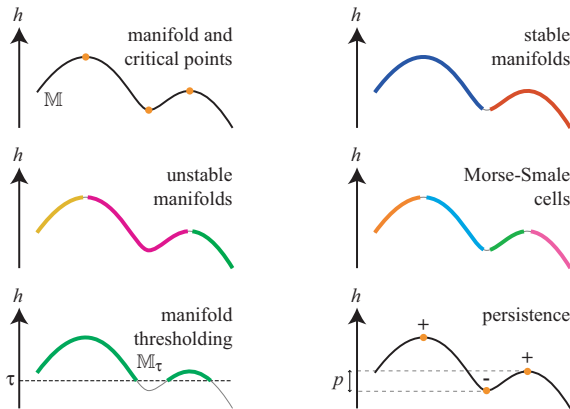 h
manifold and
critical points
𝕄
h
stable
manifolds
h
unstable
manifolds
h
Morse-Smale
cells
h
manifold
thresholding
𝕄τ
τ
h
persistence
+
+
-
p